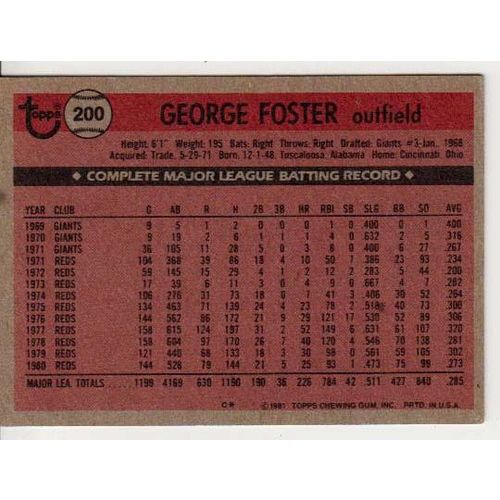 topps 200 GEORGE FOSTER outfield
Height: 6'1" Weight: 195 Bats: Right Throws: Right Drafted: Giants #3-Jan., 1968
Acquired: Trade, 5-29-71 Born: 12-1-48, Tuscaloosa, Alabama Home: Cincinnati, Ohio
◆ COMPLETE MAJOR LEAGUE BATTING RECORD ◆
YEAR CLUB G AB R H 2B 3B HR RBI SB SLG BB SO AVG
1969 GIANTS 9 5 1 2 0 0 0 1 0 .400 0 1 .400
1970 GIANTS 9 19 2 6 1 1 1 4 0 .632 2 5 .316
1971 GIANTS 36 105 11 28 5 0 3 8 0 .400 6 27 .267
1971 REDS 104 368 39 86 18 4 10 50 7 .386 23 93 .234
1972 REDS 59 145 15 29 4 1 2 12 2 .283 5 44 .200
1973 REDS 17 39 6 11 3 0 4 9 0 .667 4 7 .282
1974 REDS 106 276 31 73 18 0 7 41 3 .406 30 52 .264
1975 REDS 134 463 71 139 24 4 23 78 2 .518 40 73 .300
1976 REDS 144 562 86 172 21 9 29 121 17 .530 52 89 .306
1977 REDS 158 615 124 197 31 2 52 149 6 .631 61 107 .320
1978 REDS 158 604 97 170 26 7 40 120 4 .546 70 138 .281
1979 REDS 121 440 68 133 18 3 30 98 0 .561 59 93 .302
1980 REDS 144 528 79 144 21 5 25 93 1 .473 75 99 .273
MAJOR LEA. TOTALS 1199 4169 630 1190 190 36 226 784 42 .511 427 840 .285
C* © 1981 TOPPS CHEWING GUM, INC. PRTD. IN U.S.A.